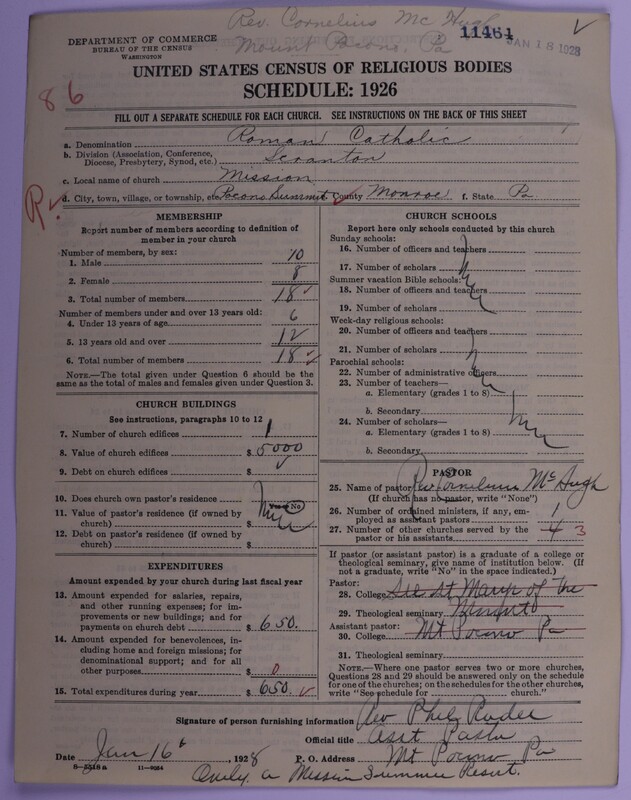 Rev. Cornelius McHugh
Mount Pocono, Pa
11464
JAN 18 1928
DEPARTMENT OF COMMERCE
BUREAU OF THE CENSUS
WASHINGTON
UNITED STATES CENSUS OF RELIGIOUS BODIES
SCHEDULE: 1926
86
FILL OUT A SEPARATE SCHEDULE FOR EACH CHURCH. SEE INSTRUCTIONS ON THE BACK OF THIS SHEET
a. Denomination Roman Catholic
b. Division (Association, Conference,
Diocese, Presbytery, Synod, etc.) Scranton
c. Local name of church Mission
R
d. City, town, village, or township, etc Pocono Summit County Monroe f. State Pa
MEMBERSHIP
Report number of members according to definition of
member in your church
Number of members, by sex:
1. Male 10
2. Female 8
3. Total number of members 18
Number of members under and over 13 years old:
4. Under 13 years of age 6
5. 13 years old and over 12
6. Total number of members 18
NOTE.—The total given under Question 6 should be
same as the total of males and females given under Question 3.
CHURCH BUILDINGS
See instructions, paragraphs 10 to 12
7. Number of church edifices 1
8. Value of church edifices $ 5000
9. Debt on church edifices $
10. Does church own pastor's residence No
11. Value of pastor's residence (if owned by
church) $
12. Debt on pastor's residence (if owned by
church) $
EXPENDITURES
Amount expended by your church during last fiscal year
13. Amount expended for salaries, repairs,
and other running expenses; for im-
provements or new buildings; and for
payments on church debt $ 650.
14. Amount expended for benevolences, in-
cluding home and foreign missions; for
denominational support; and for all
other purposes $ 0
15. Total expenditures during year $ 650.
CHURCH SCHOOLS
Report here only schools conducted by this church
Sunday schools:
16. Number of officers and teachers
17. Number of scholars
Summer vacation Bible schools:
18. Number of officers and teachers
19. Number of scholars
Week-day religious schools:
20. Number of officers and teachers
21. Number of scholars
Parochial schools:
22. Number of administrative officers
23. Number of teachers—
a. Elementary (grades 1 to 8)
b. Secondary
24. Number of scholars—
a. Elementary (grades 1 to 8)
b. Secondary
PASTOR
25. Name of pastor Rev Cornelius McHugh
(If church has no pastor, write "None")
26. Number of ordained ministers, if any, em-
ployed as assistant pastors 1
27. Number of other churches served by the
pastor or his assistants 4 3
If pastor (or assistant pastor) is a graduate of a college or
theological seminary, give name of institution below. (If
not a graduate, write "No" in the space indicated.)
Pastor:
28. College See St Marys of the
29. Theological seminary Mount
Assistant pastor:
30. College Mt Pocono Pa
31. Theological seminary
NOTE.—Where one pastor serves two or more churches,
Questions 28 and 29 should be answered only on the schedule
for one of the churches; on the schedules for the other churches,
write "See schedule for church."
Signature of person furnishing information Rev Philip
Official title Asst Pastor
Date Jan 16th, 1928 P. O. Address Mt Pocono Pa
8-5518a 11-9264
Only a Mission Summer Resort.